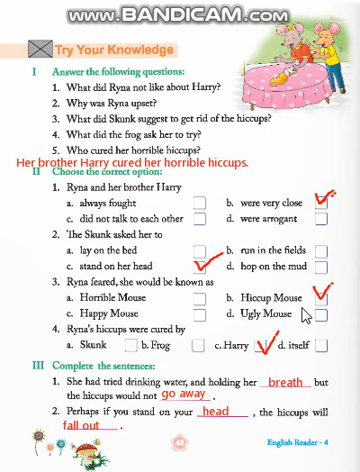 www.BANDICAM.com
Try Your Knowledge
I Answer the following questions:
1. What did Ryna not like about Harry?
2. Why was Ryna upset?
3. What did Skunk suggest to get rid of the hiccups?
4. What did the frog ask her to try?
5. Who cured her horrible hiccups?
Her brother Harry cured her horrible hiccups.
II Choose the correct option:
1. Ryna and her brother Harry
a. always fought b. were very close
c. did not talk to each other d. were arrogant
2. The Skunk asked her to
a. lay on the bed b. run in the fields
c. stand on her head d. hop on the mud
3. Ryna feared, she would be known as
a. Horrible Mouse b. Hiccup Mouse
c. Happy Mouse d. Ugly Mouse
4. Ryna's hiccups were cured by
a. Skunk b. Frog c. Harry d. itself
III Complete the sentences:
1. She had tried drinking water, and holding her breath but
the hiccups would not go away.
2. Perhaps if you stand on your head, the hiccups will
fall out.
48 English Reader - 4